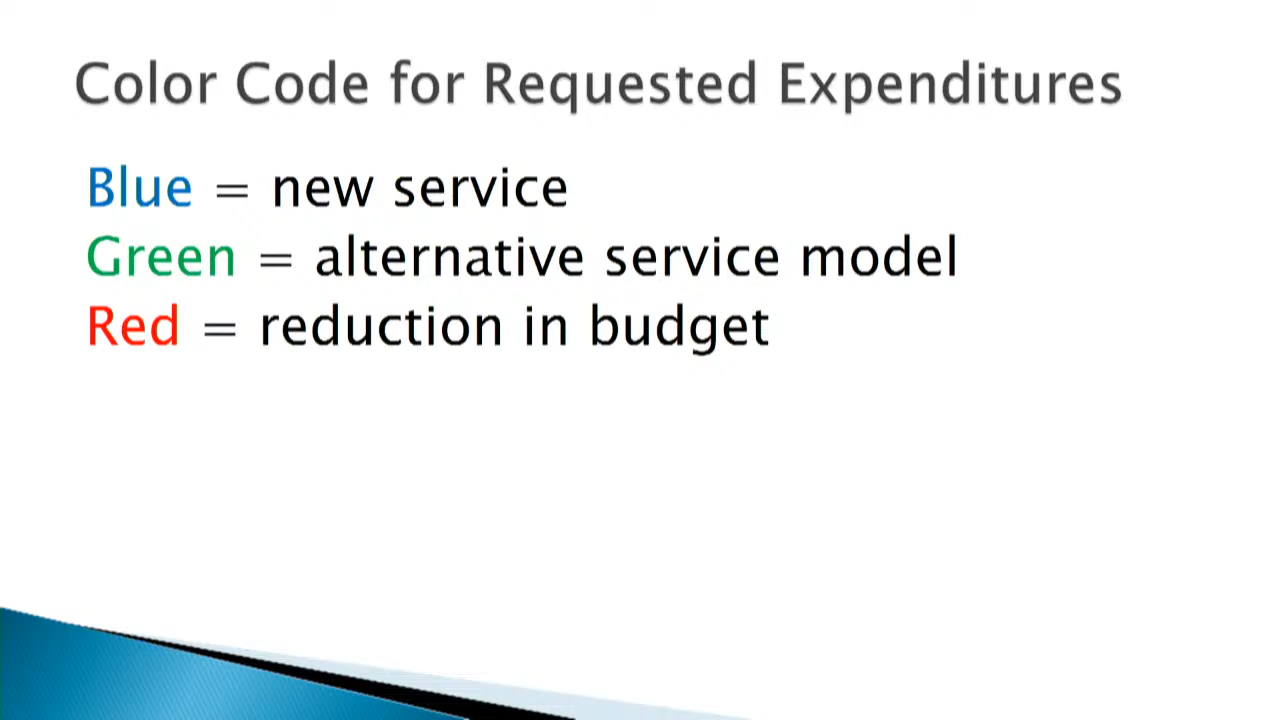 Color Code for Requested Expenditures
Blue = new service
Green = alternative service model
Red = reduction in budget